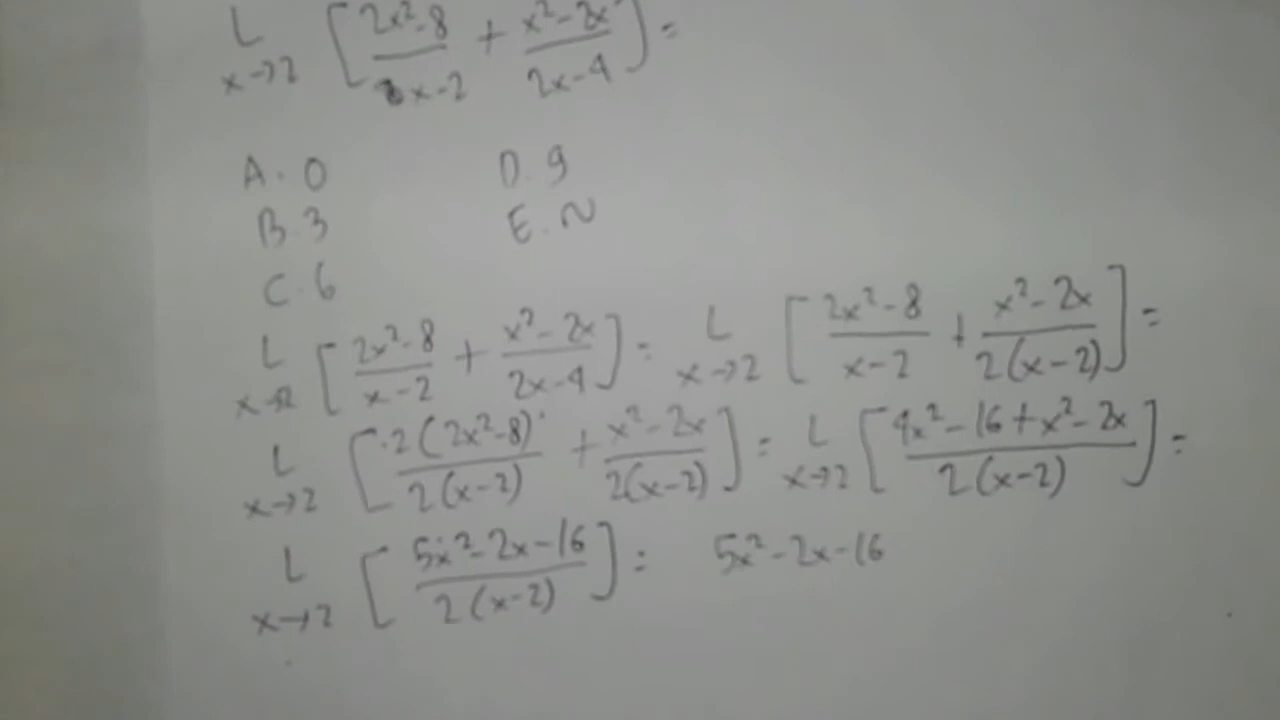 L x→2 [ (2x²-8)/(x-2) + (x²-2x)/(2x-4) ] =
A. 0 D. 9
B. 3 E. ~
C. 6
L x→2 [ (2x²-8)/(x-2) + (x²-2x)/(2x-4) ] = L x→2 [ (2x²-8)/(x-2) + (x²-2x)/(2(x-2)) ] =
L x→2 [ 2(2x²-8)/(2(x-2)) + (x²-2x)/(2(x-2)) ] = L x→2 [ (4x²-16+x²-2x)/(2(x-2)) ] =
L x→2 [ (5x²-2x-16)/(2(x-2)) ] = 5x²-2x-16